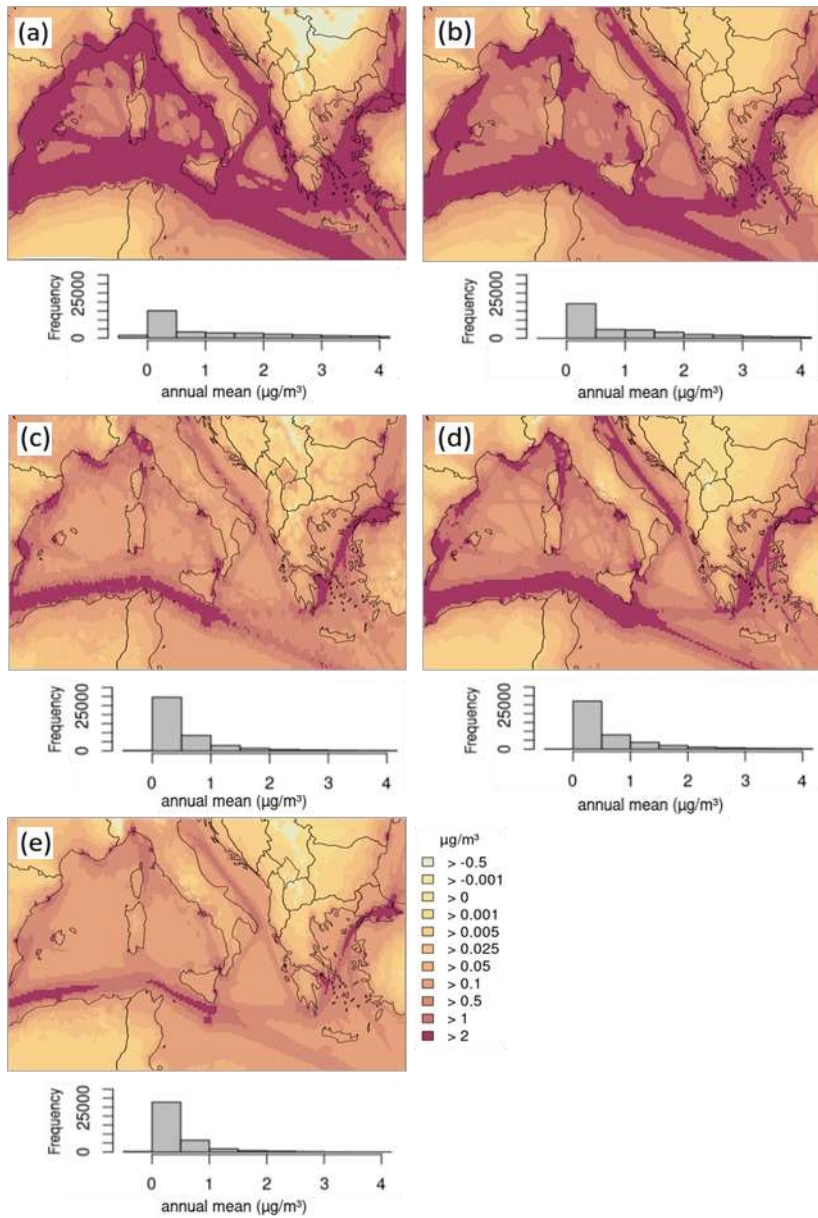 (a)
(b)
Frequency
0 25000
0 1 2 3 4
annual mean (µg/m³)
Frequency
0 25000
0 1 2 3 4
annual mean (µg/m³)
(c)
(d)
Frequency
0 25000
0 1 2 3 4
annual mean (µg/m³)
Frequency
0 25000
0 1 2 3 4
annual mean (µg/m³)
(e)
µg/m³
> -0.5
> -0.001
> 0
> 0.001
> 0.005
> 0.025
> 0.05
> 0.1
> 0.5
> 1
> 2
Frequency
0 25000
0 1 2 3 4
annual mean (µg/m³)